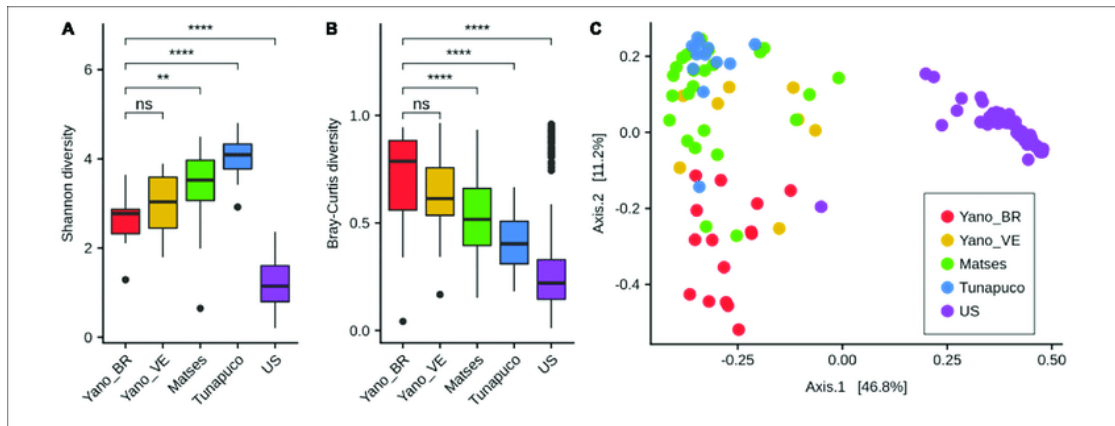 A
Shannon diversity
6
4
2
0
****
****
**
ns
Yano_BR
Yano_VE
Matses
Tunapuco
US
B
Bray-Curtis diversity
1.0
0.5
0.0
****
****
****
ns
Yano_BR
Yano_VE
Matses
Tunapuco
US
C
Axis.2 [11.2%]
0.2
0.0
-0.2
-0.4
Yano_BR
Yano_VE
Matses
Tunapuco
US
-0.25
0.00
0.25
0.50
Axis.1 [46.8%]